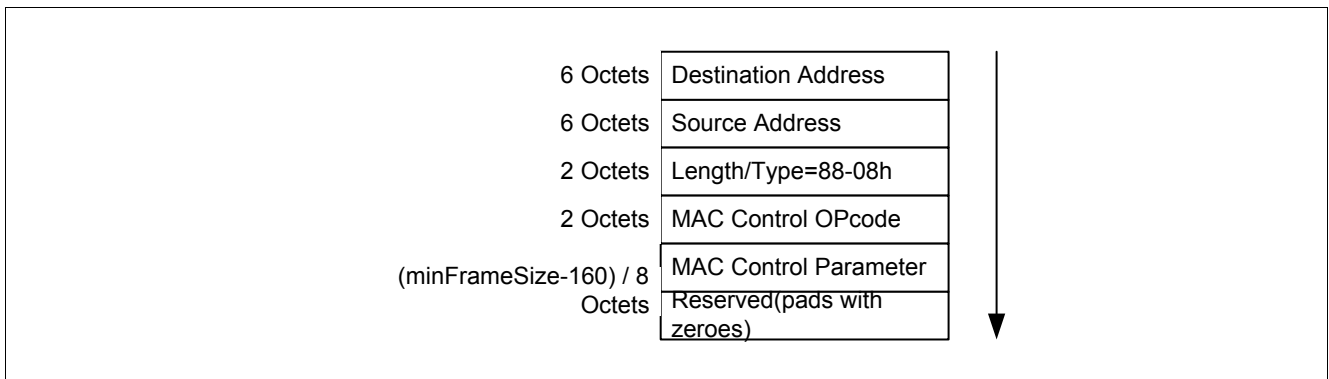 6 Octets Destination Address
6 Octets Source Address
2 Octets Length/Type=88-08h
2 Octets MAC Control OPcode
(minFrameSize-160) / 8 MAC Control Parameter
Octets Reserved(pads with
zeroes)